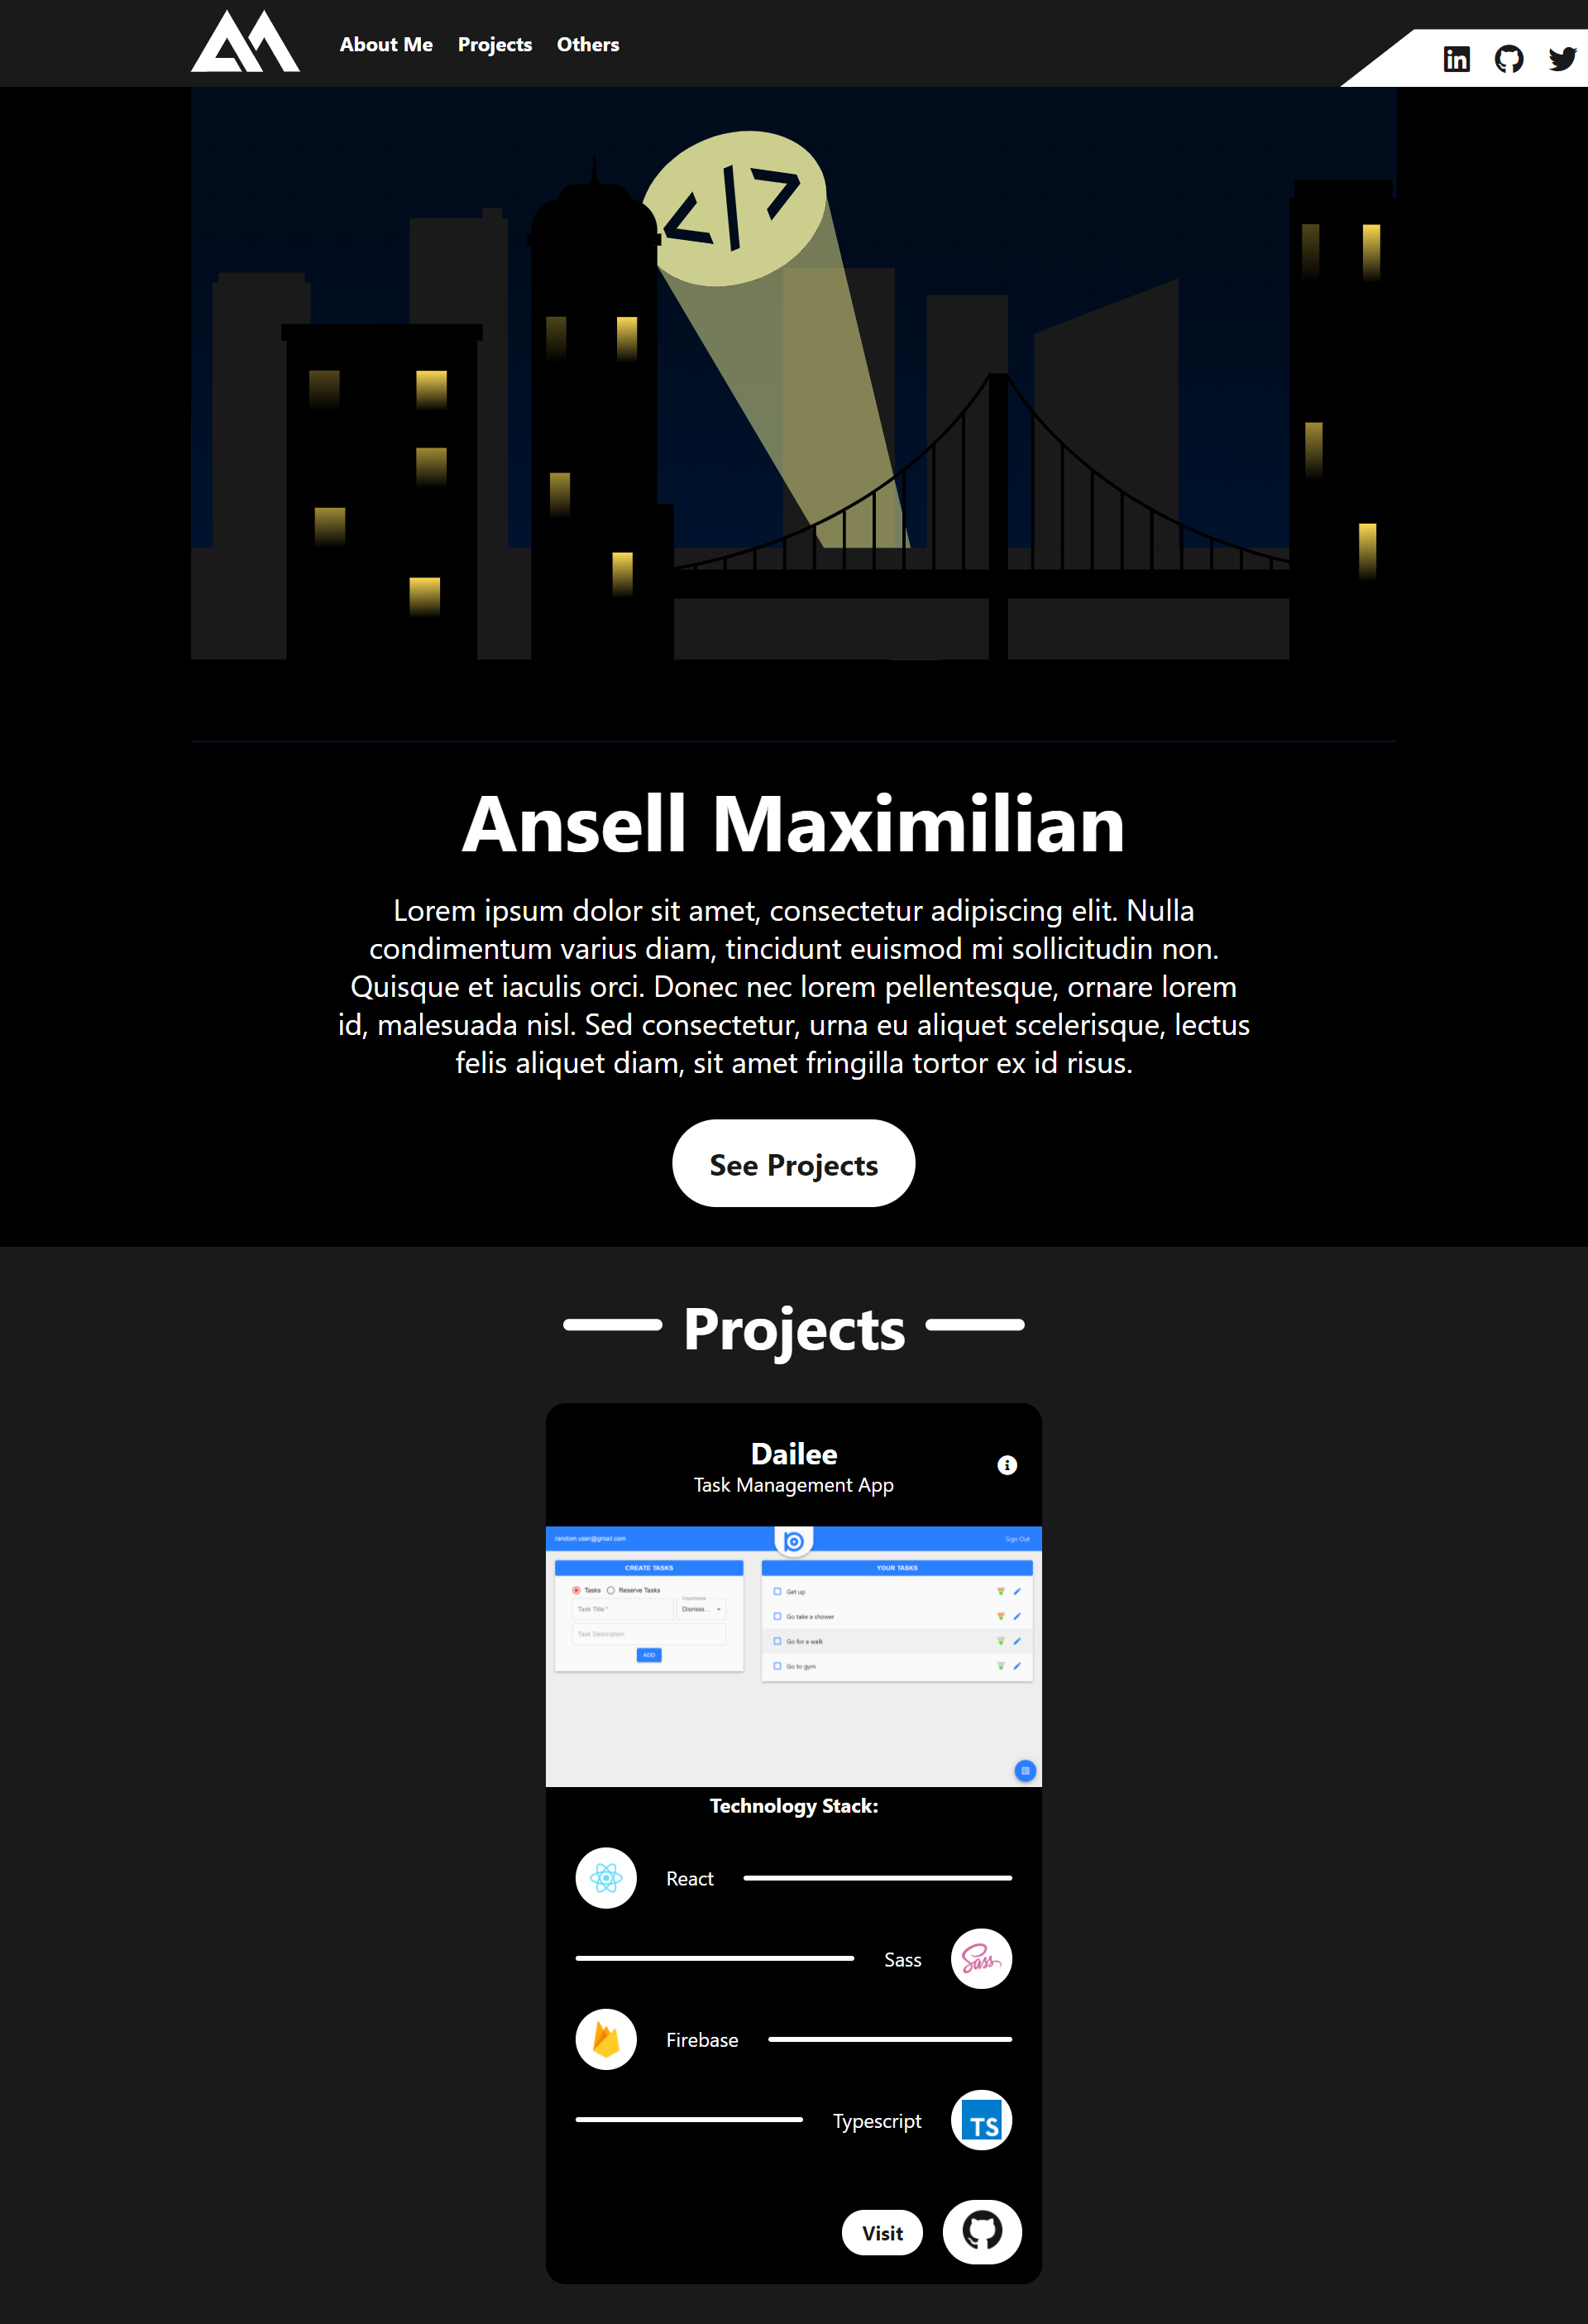 About Me Projects Others
</>
Ansell Maximilian
Lorem ipsum dolor sit amet, consectetur adipiscing elit. Nulla
condimentum varius diam, tincidunt euismod mi sollicitudin non.
Quisque et iaculis orci. Donec nec lorem pellentesque, ornare lorem
id, malesuada nisl. Sed consectetur, urna eu aliquet scelerisque, lectus
felis aliquet diam, sit amet fringilla tortor ex id risus.
See Projects
Projects
Dailee
Task Management App
random.user@gmail.com
Sign Out
CREATE TASKS
Tasks Reserve Tasks
Importance
Task Title * Dismiss...
Task Description
ADD
YOUR TASKS
Get up
Go take a shower
Go for a walk
Go to gym
Technology Stack:
React
Sass Sass
Firebase
Typescript TS
Visit